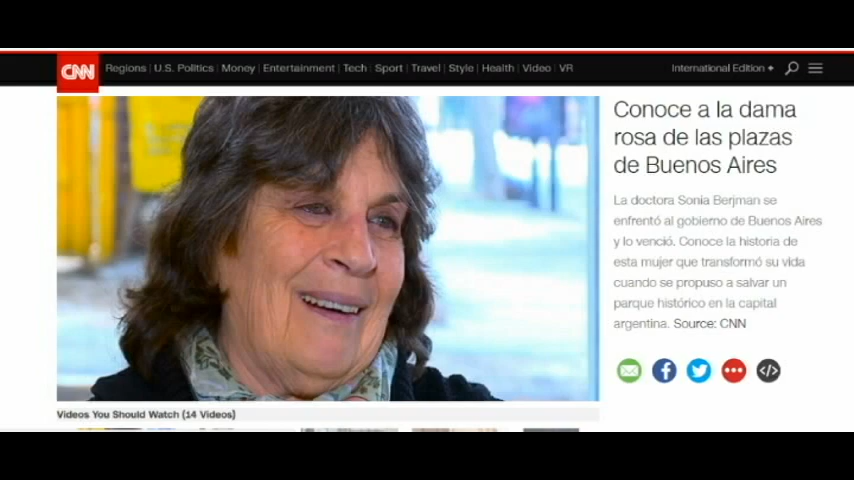 CNN Regions | U.S. Politics | Money | Entertainment | Tech | Sport | Travel | Style | Health | Video | VR International Edition +
Conoce a la dama
rosa de las plazas
de Buenos Aires
La doctora Sonia Berjman se
enfrentó al gobierno de Buenos Aires
y lo venció. Conoce la historia de
esta mujer que transformó su vida
cuando se propuso a salvar un
parque histórico en la capital
argentina. Source: CNN
Videos You Should Watch (14 Videos)